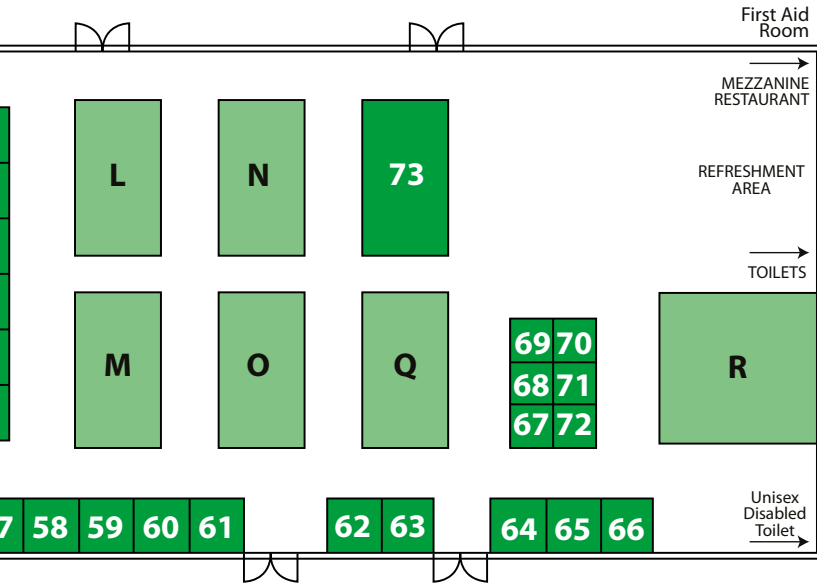 First Aid
Room
MEZZANINE
RESTAURANT
L
N
73
REFRESHMENT
AREA
TOILETS
M
O
Q
69 70
68 71
67 72
R
7 58 59 60 61
62 63
64 65 66
Unisex
Disabled
Toilet